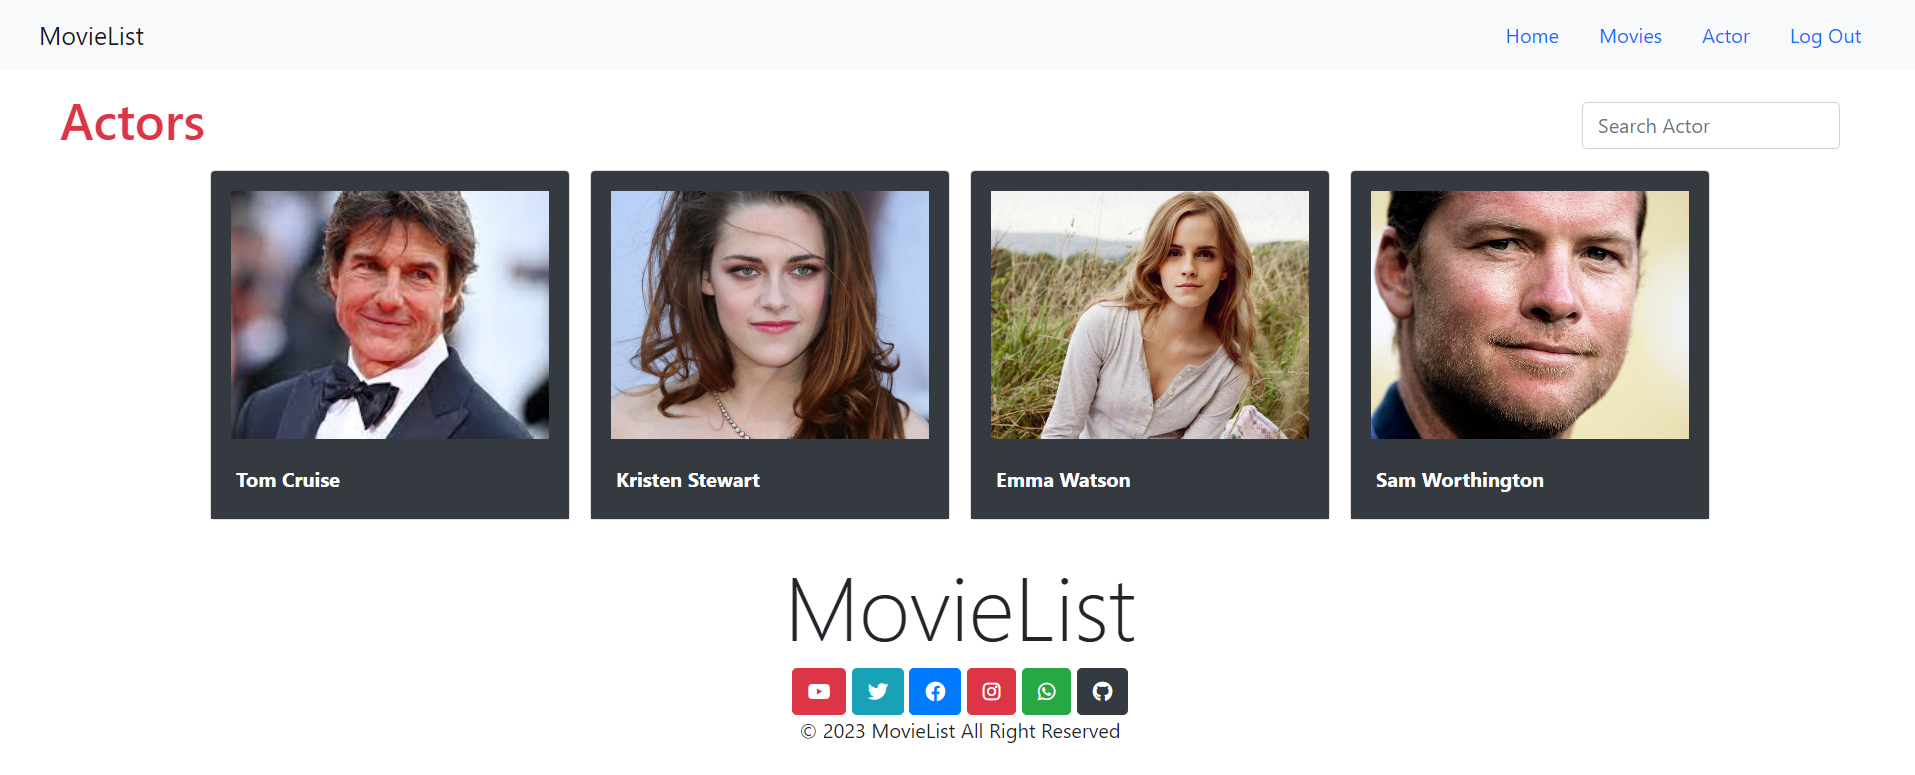 MovieList
Home Movies Actor Log Out
Actors
Search Actor
Tom Cruise
Kristen Stewart
Emma Watson
Sam Worthington
MovieList
© 2023 MovieList All Right Reserved